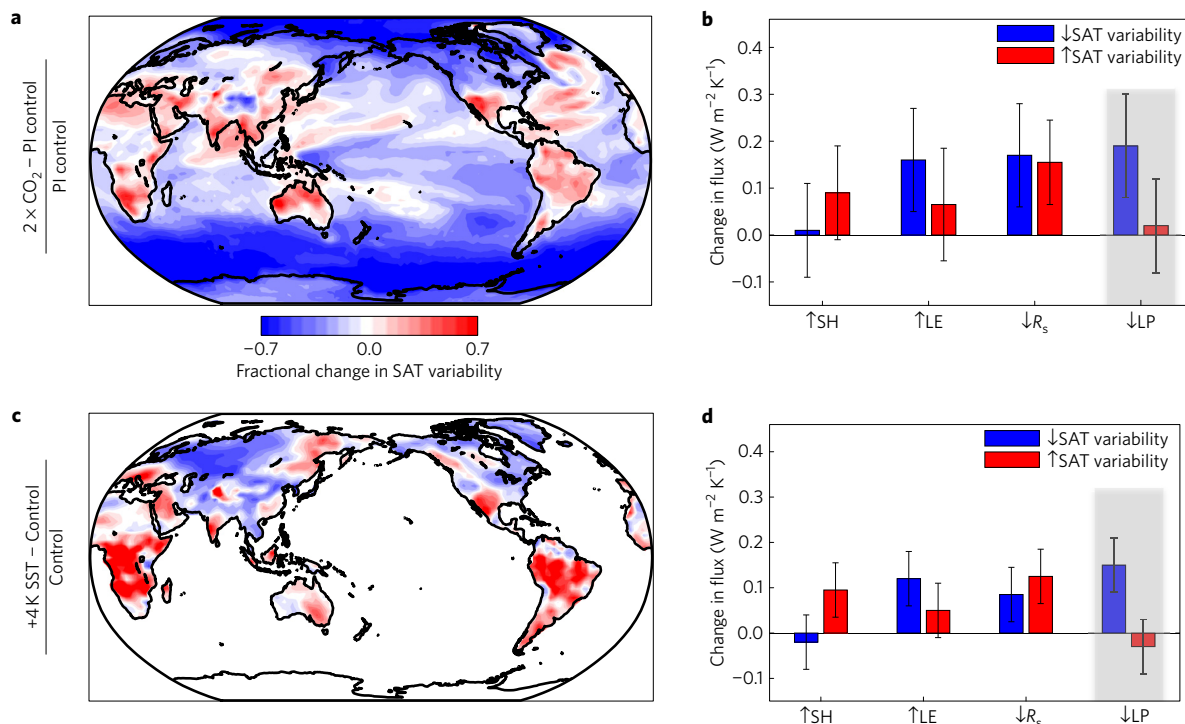 a
2 × CO₂ – PI control
PI control
−0.7
0.0
0.7
Fractional change in SAT variability
b
↓SAT variability
↑SAT variability
Change in flux (W m⁻² K⁻¹)
0.4
0.3
0.2
0.1
0.0
−0.1
↑SH
↑LE
↓Rₛ
↓LP
c
+4 K SST – Control
Control
d
↓SAT variability
↑SAT variability
Change in flux (W m⁻² K⁻¹)
0.4
0.3
0.2
0.1
0.0
−0.1
↑SH
↑LE
↓Rₛ
↓LP